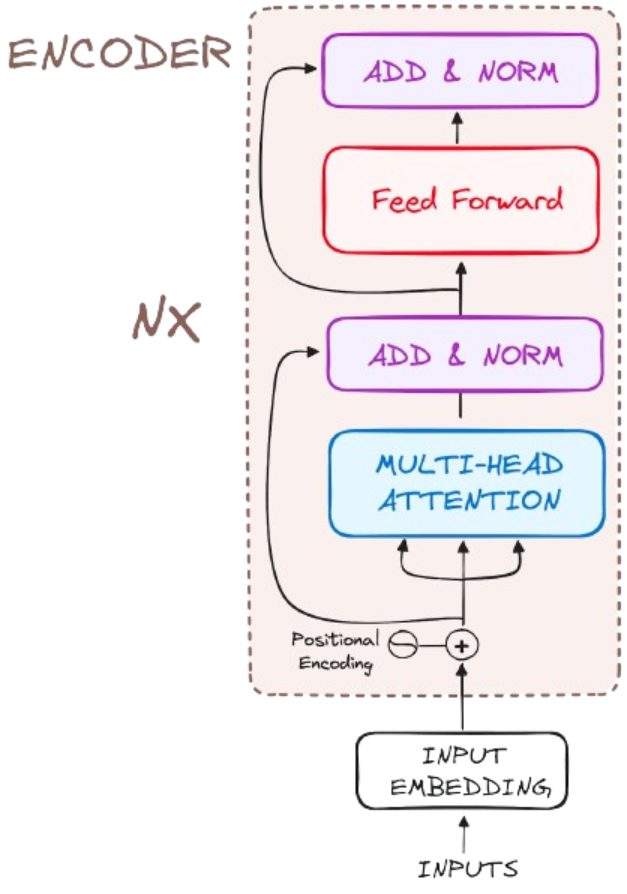 ENCODER
ADD & NORM
Feed Forward
NX
ADD & NORM
MULTI-HEAD
ATTENTION
Positional
Encoding
+
INPUT
EMBEDDING,
INPUTS